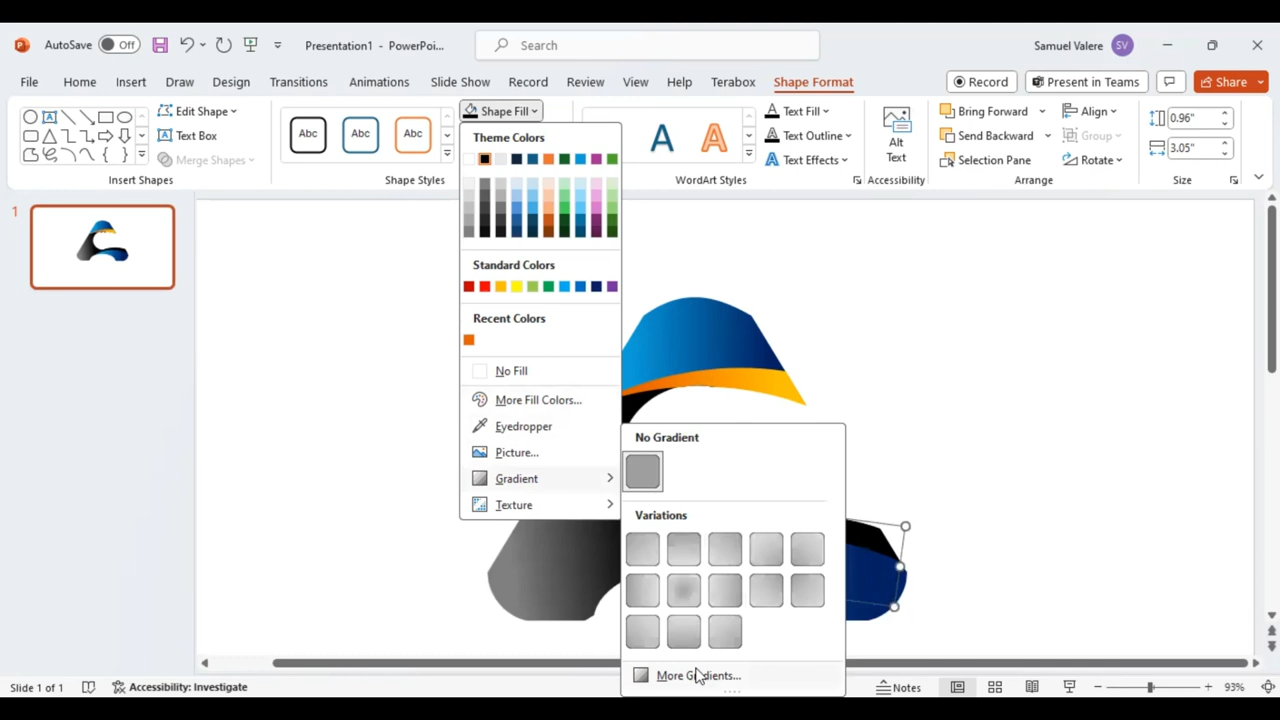 AutoSave Off Presentation1 - PowerPoi... Search Samuel Valere SV
File Home Insert Draw Design Transitions Animations Slide Show Record Review View Help Terabox Shape Format Record Present in Teams Share
Edit Shape Abc Abc Abc Shape Fill A A Text Fill Bring Forward Align 0.96"
Text Box Text Outline Alt Text Send Backward Group
Merge Shapes Text Effects Selection Pane Rotate 3.05"
Insert Shapes Shape Styles WordArt Styles Accessibility Arrange Size
Theme Colors
Standard Colors
Recent Colors
No Fill
More Fill Colors...
Eyedropper
Picture...
Gradient
Texture
No Gradient
Variations
More Gradients...
1
Slide 1 of 1 Accessibility: Investigate Notes 93%